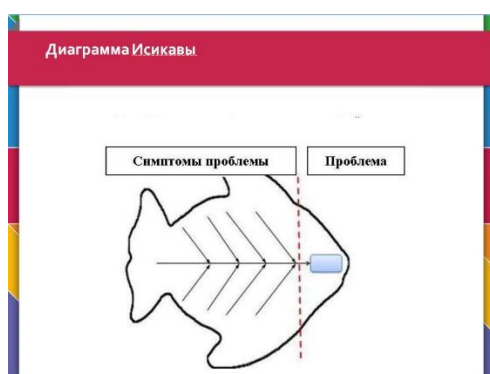 Диаграмма Исикавы
Симптомы проблемы
Проблема